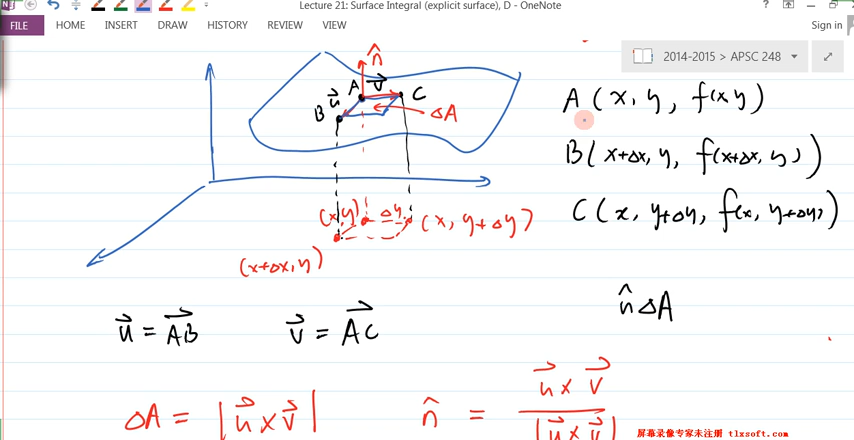 Lecture 21: Surface Integral (explicit surface), D - OneNote
FILE HOME INSERT DRAW HISTORY REVIEW VIEW Sign in
2014-2015 > APSC 248
n̂
A v⃗ C
u⃗
B
ΔA
A (x, y, f(x y)
B(x+Δx, y, f(x+Δx, y))
C(x, y+Δy, f(x, y+Δy))
(x,y) Δy (x, y+Δy)
(x+Δx, y)
n̂ΔA
u⃗ = A⃗B⃗ v⃗ = A⃗C⃗
ΔA = |u⃗ x v⃗| n̂ = u⃗ x v⃗
|u⃗ x v⃗|
屏幕录像专家未注册 tlxsoft.com